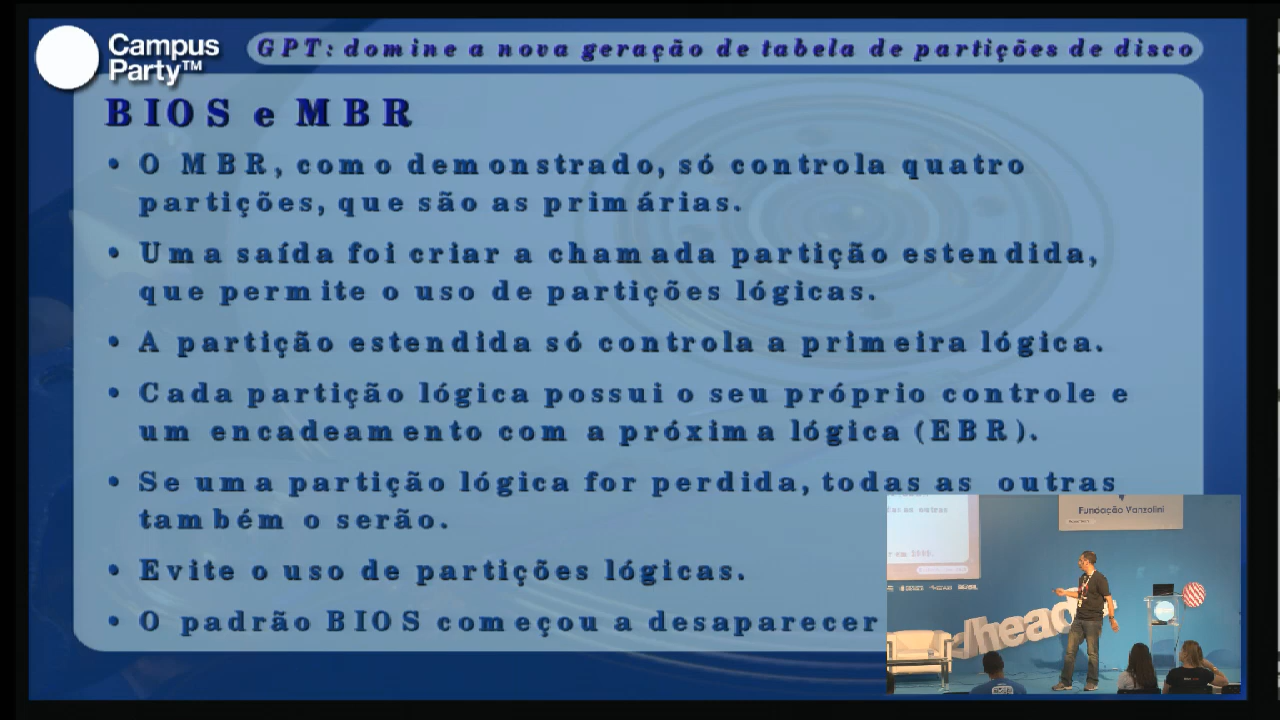 Campus
Party™
GPT: domine a nova geração de tabela de partições de disco
BIOS e MBR
• O MBR, como demonstrado, só controla quatro
partições, que são as primárias.
• Uma saída foi criar a chamada partição estendida,
que permite o uso de partições lógicas.
• A partição estendida só controla a primeira lógica.
• Cada partição lógica possui o seu próprio controle e
um encadeamento com a próxima lógica (EBR).
• Se uma partição lógica for perdida, todas as outras
também o serão.
• Evite o uso de partições lógicas.
• O padrão BIOS começou a desaparecer
Fundação Vanzolini
/head